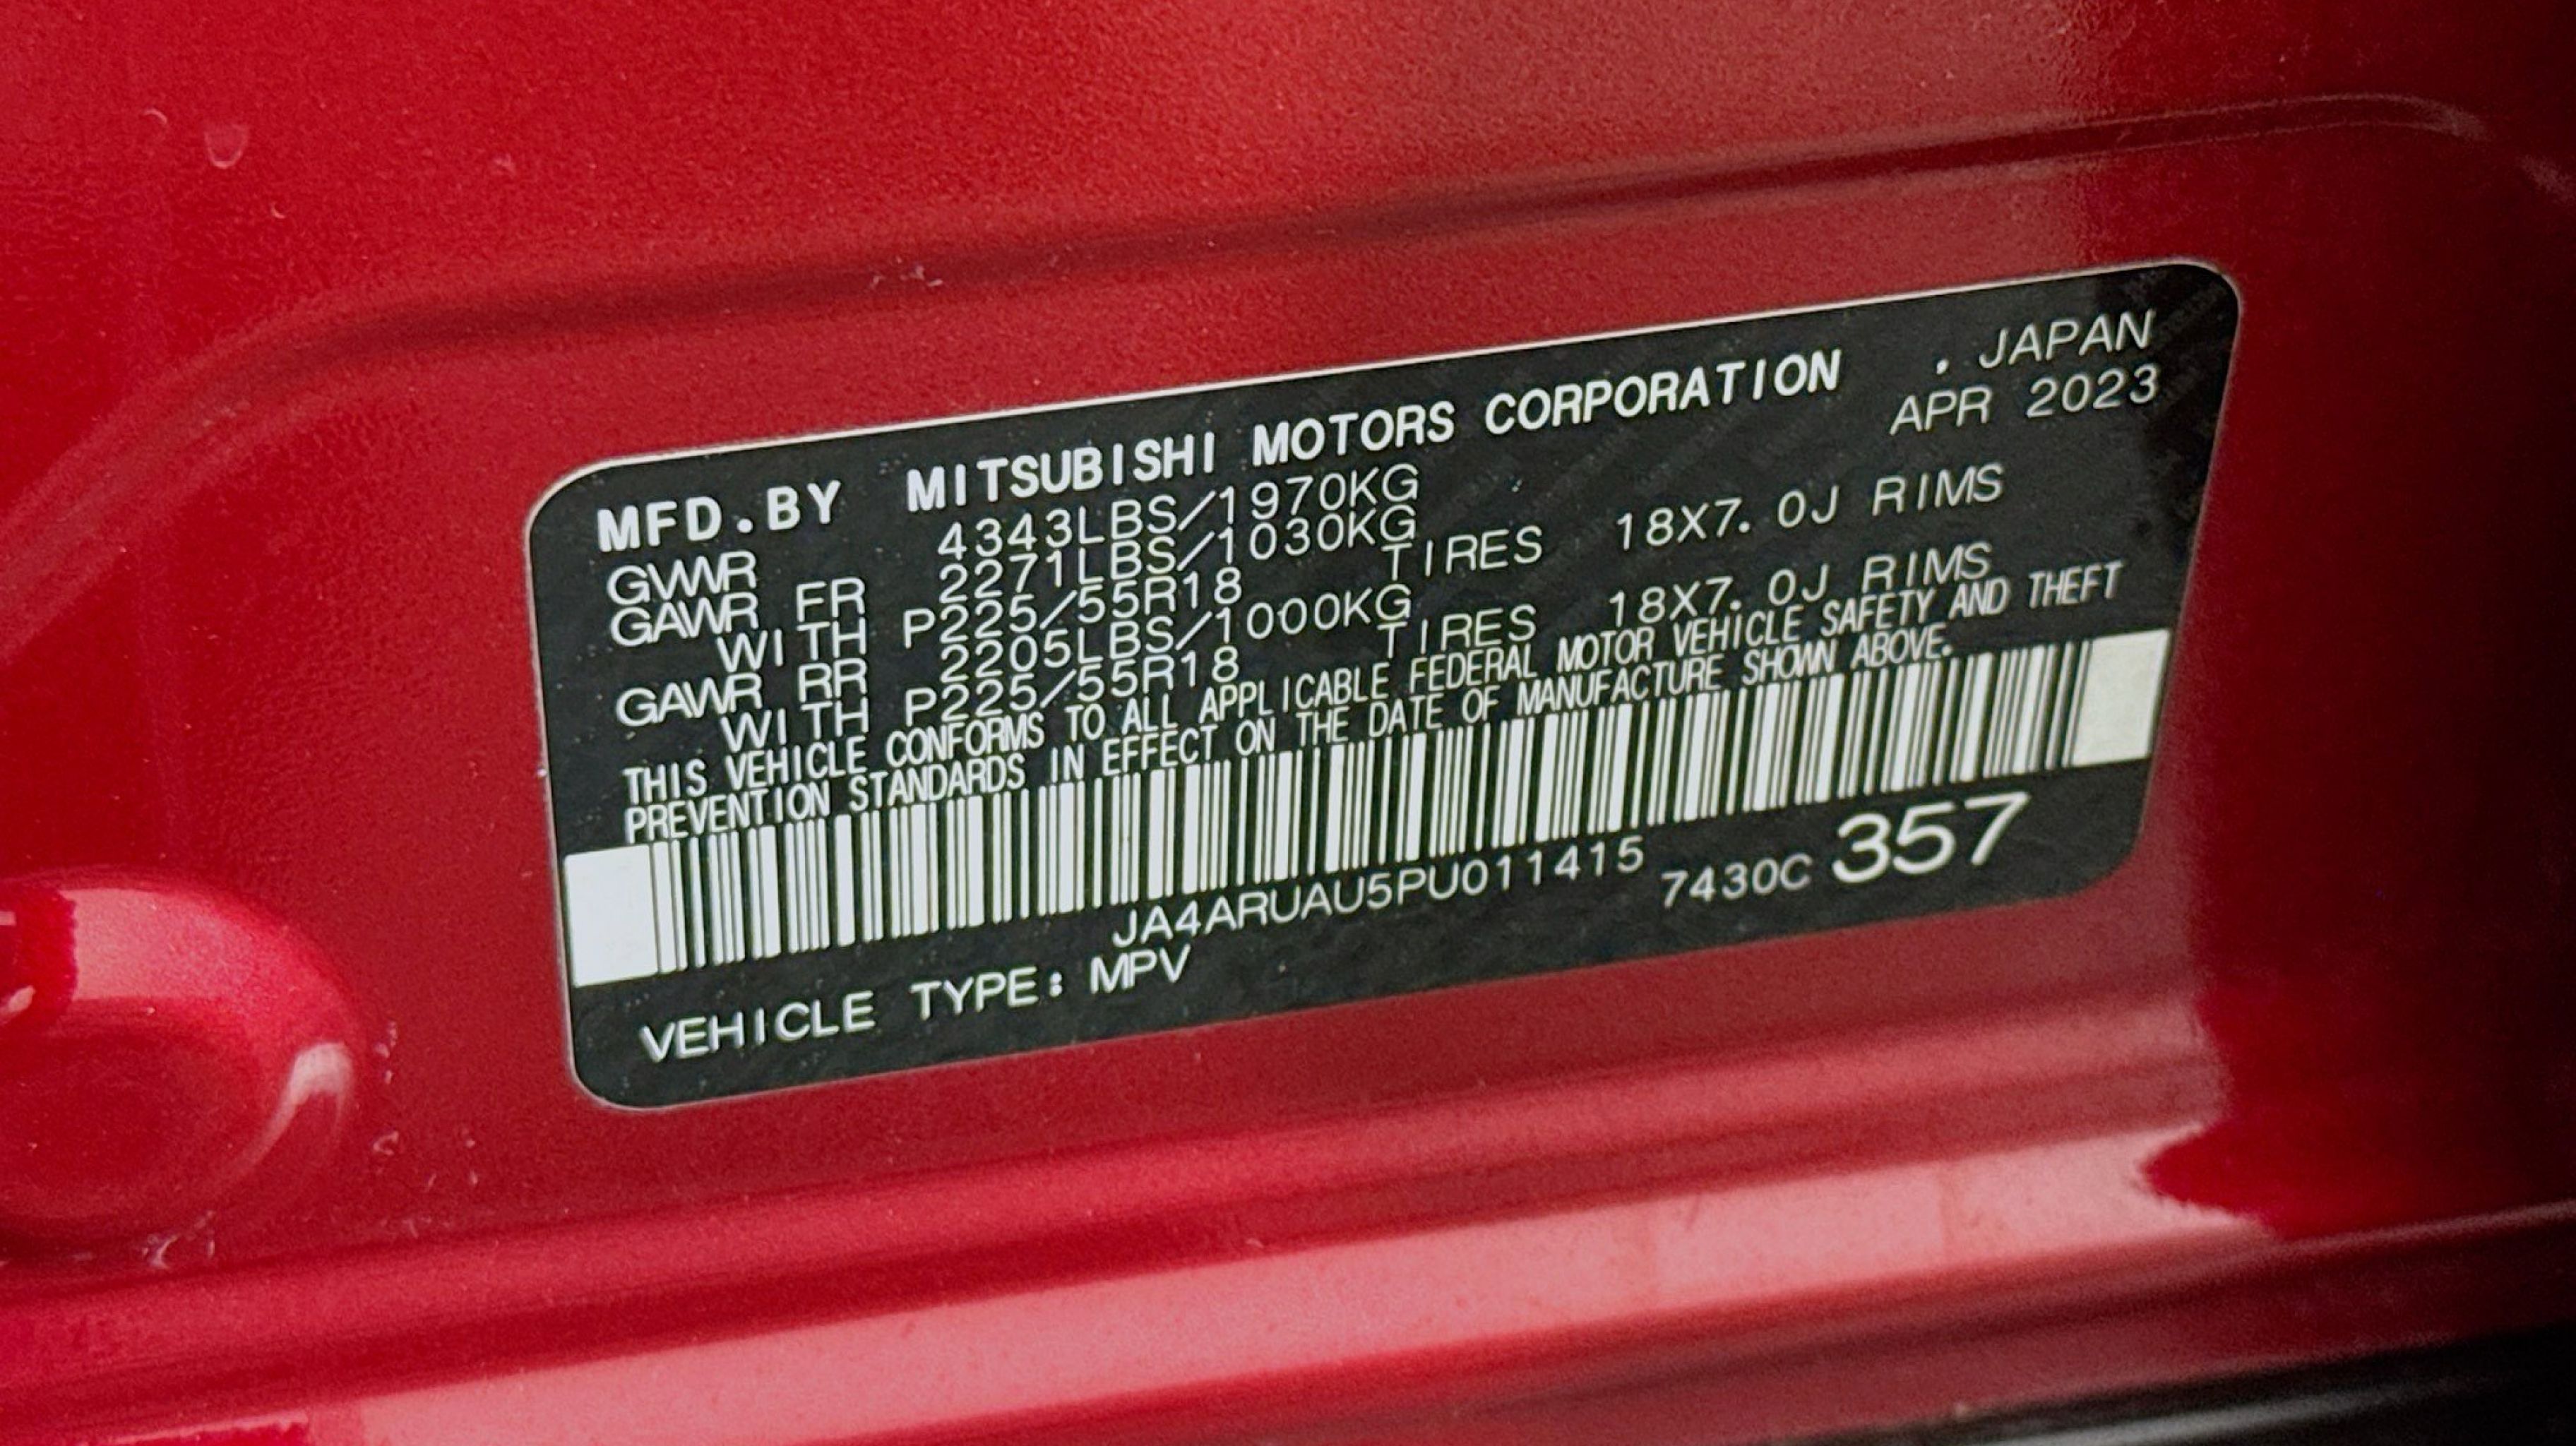 MFD.BY MITSUBISHI MOTORS CORPORATION . JAPAN
APR 2023
GVWR 4343LBS/1970KG
GAWR FR 2271LBS/1030KG
WITH P225/55R18 TIRES 18X7.0J RIMS
GAWR RR 2205LBS/1000KG
WITH P225/55R18 TIRES 18X7.0J RIMS
THIS VEHICLE CONFORMS TO ALL APPLICABLE FEDERAL MOTOR VEHICLE SAFETY AND THEFT
PREVENTION STANDARDS IN EFFECT ON THE DATE OF MANUFACTURE SHOWN ABOVE.
JA4ARUAU5PU011415 7430C 357
VEHICLE TYPE: MPV